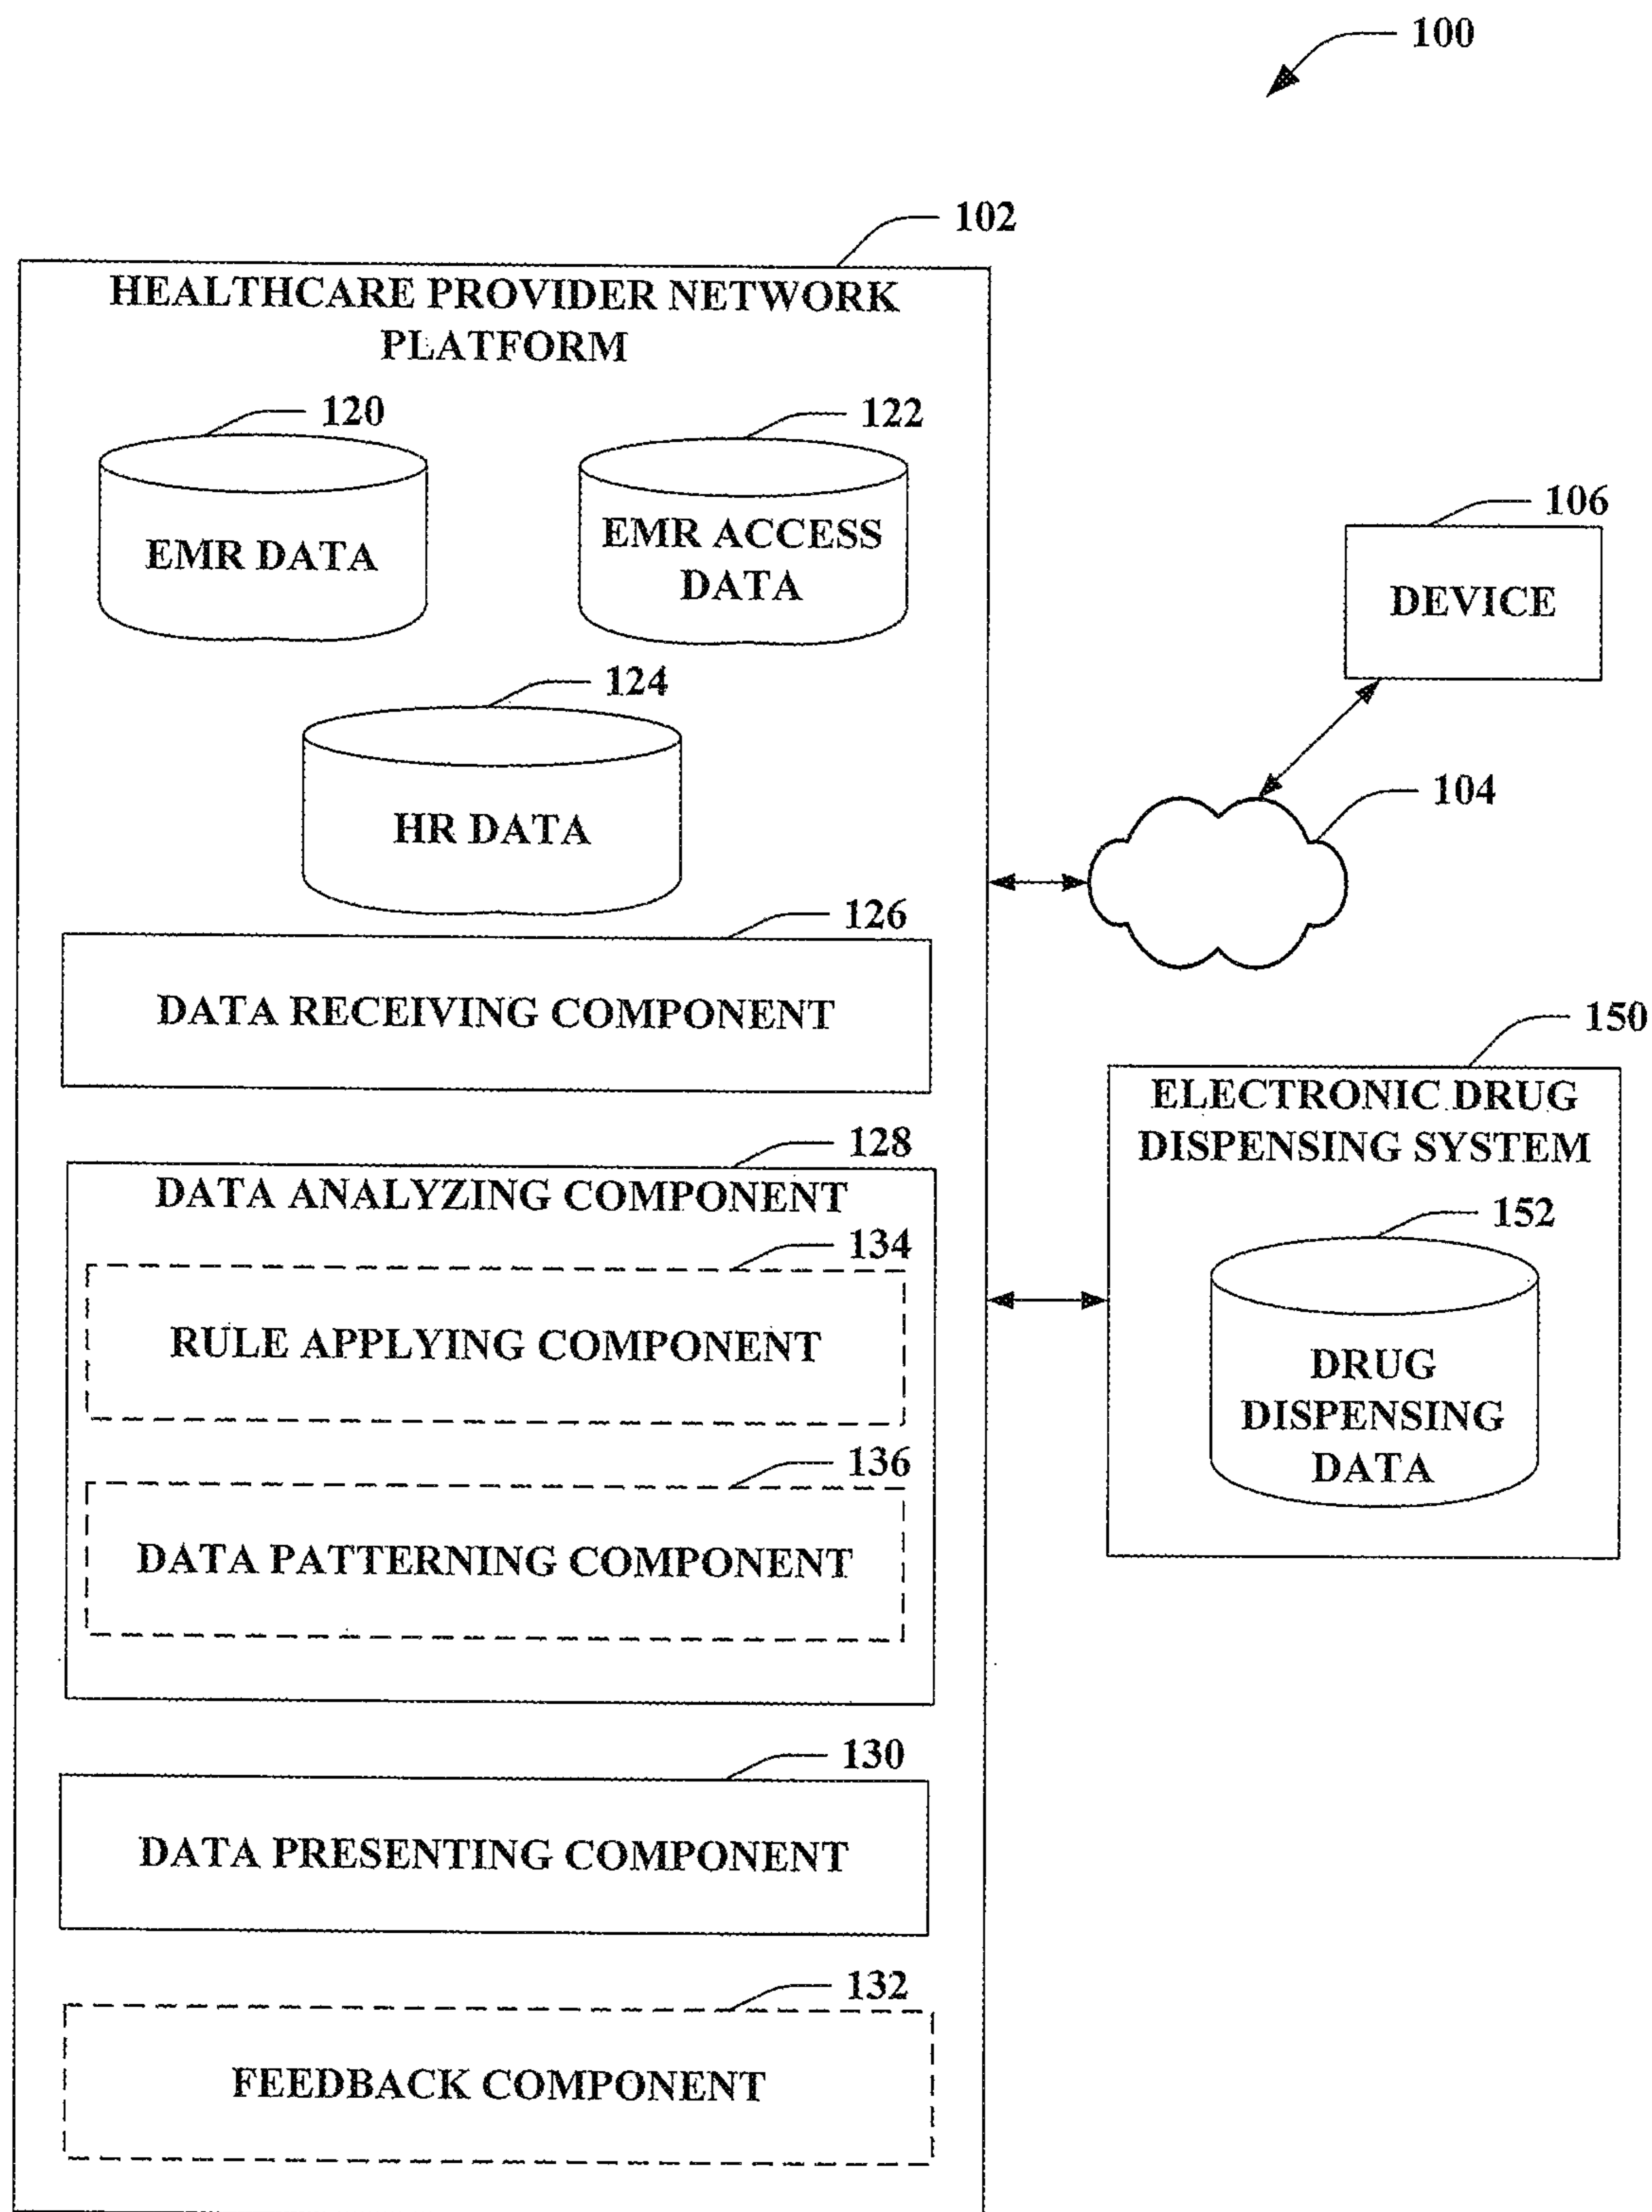 100
102
HEALTHCARE PROVIDER NETWORK
PLATFORM
120
122
EMR DATA
EMR ACCESS
DATA
124
HR DATA
106
DEVICE
104
126
DATA RECEIVING COMPONENT
128
DATA ANALYZING COMPONENT
134
RULE APPLYING COMPONENT
136
DATA PATTERNING COMPONENT
150
ELECTRONIC DRUG
DISPENSING SYSTEM
152
DRUG
DISPENSING
DATA
130
DATA PRESENTING COMPONENT
132
FEEDBACK COMPONENT